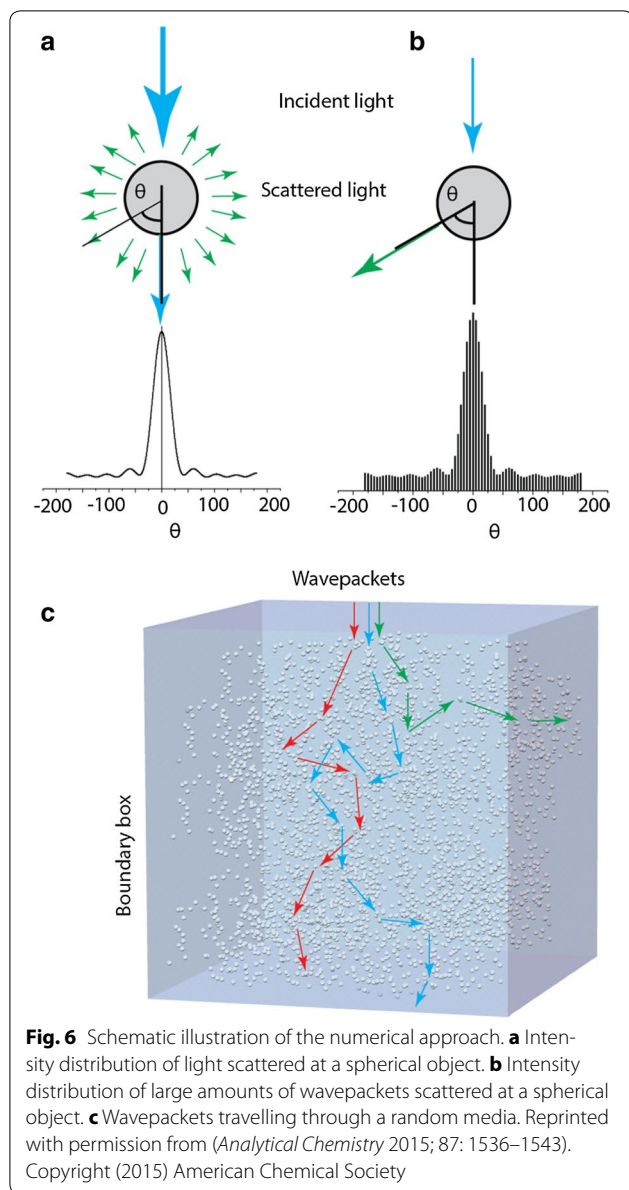 a
b
Incident light
θ
θ
Scattered light
-200 -100 0 100 200
-200 -100 0 100 200
θ
θ
Wavepackets
c
Boundary box
Fig. 6 Schematic illustration of the numerical approach. a Inten-
sity distribution of light scattered at a spherical object. b Intensity
distribution of large amounts of wavepackets scattered at a spherical
object. c Wavepackets travelling through a random media. Reprinted
with permission from (Analytical Chemistry 2015; 87: 1536–1543).
Copyright (2015) American Chemical Society